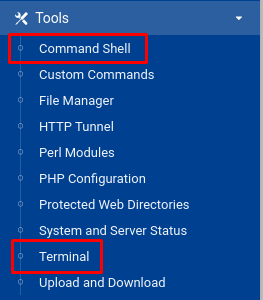 Tools
Command Shell
Custom Commands
File Manager
HTTP Tunnel
Perl Modules
PHP Configuration
Protected Web Directories
System and Server Status
Terminal
Upload and Download